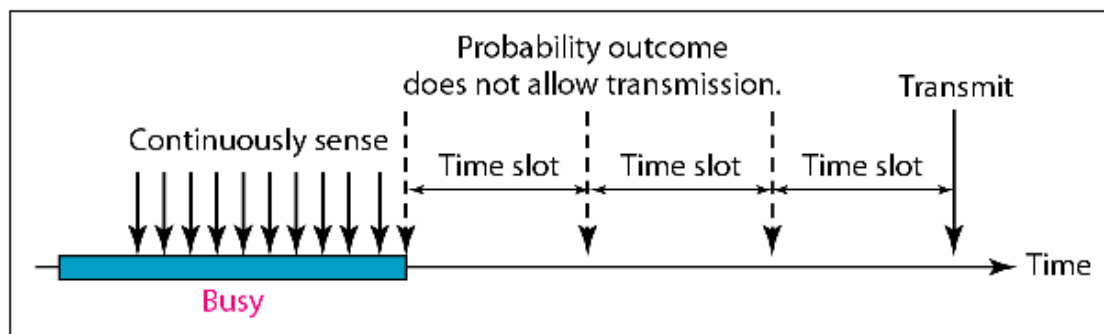 Probability outcome
does not allow transmission.
Transmit
Continuously sense
Time slot
Time slot
Time slot
Time
Busy